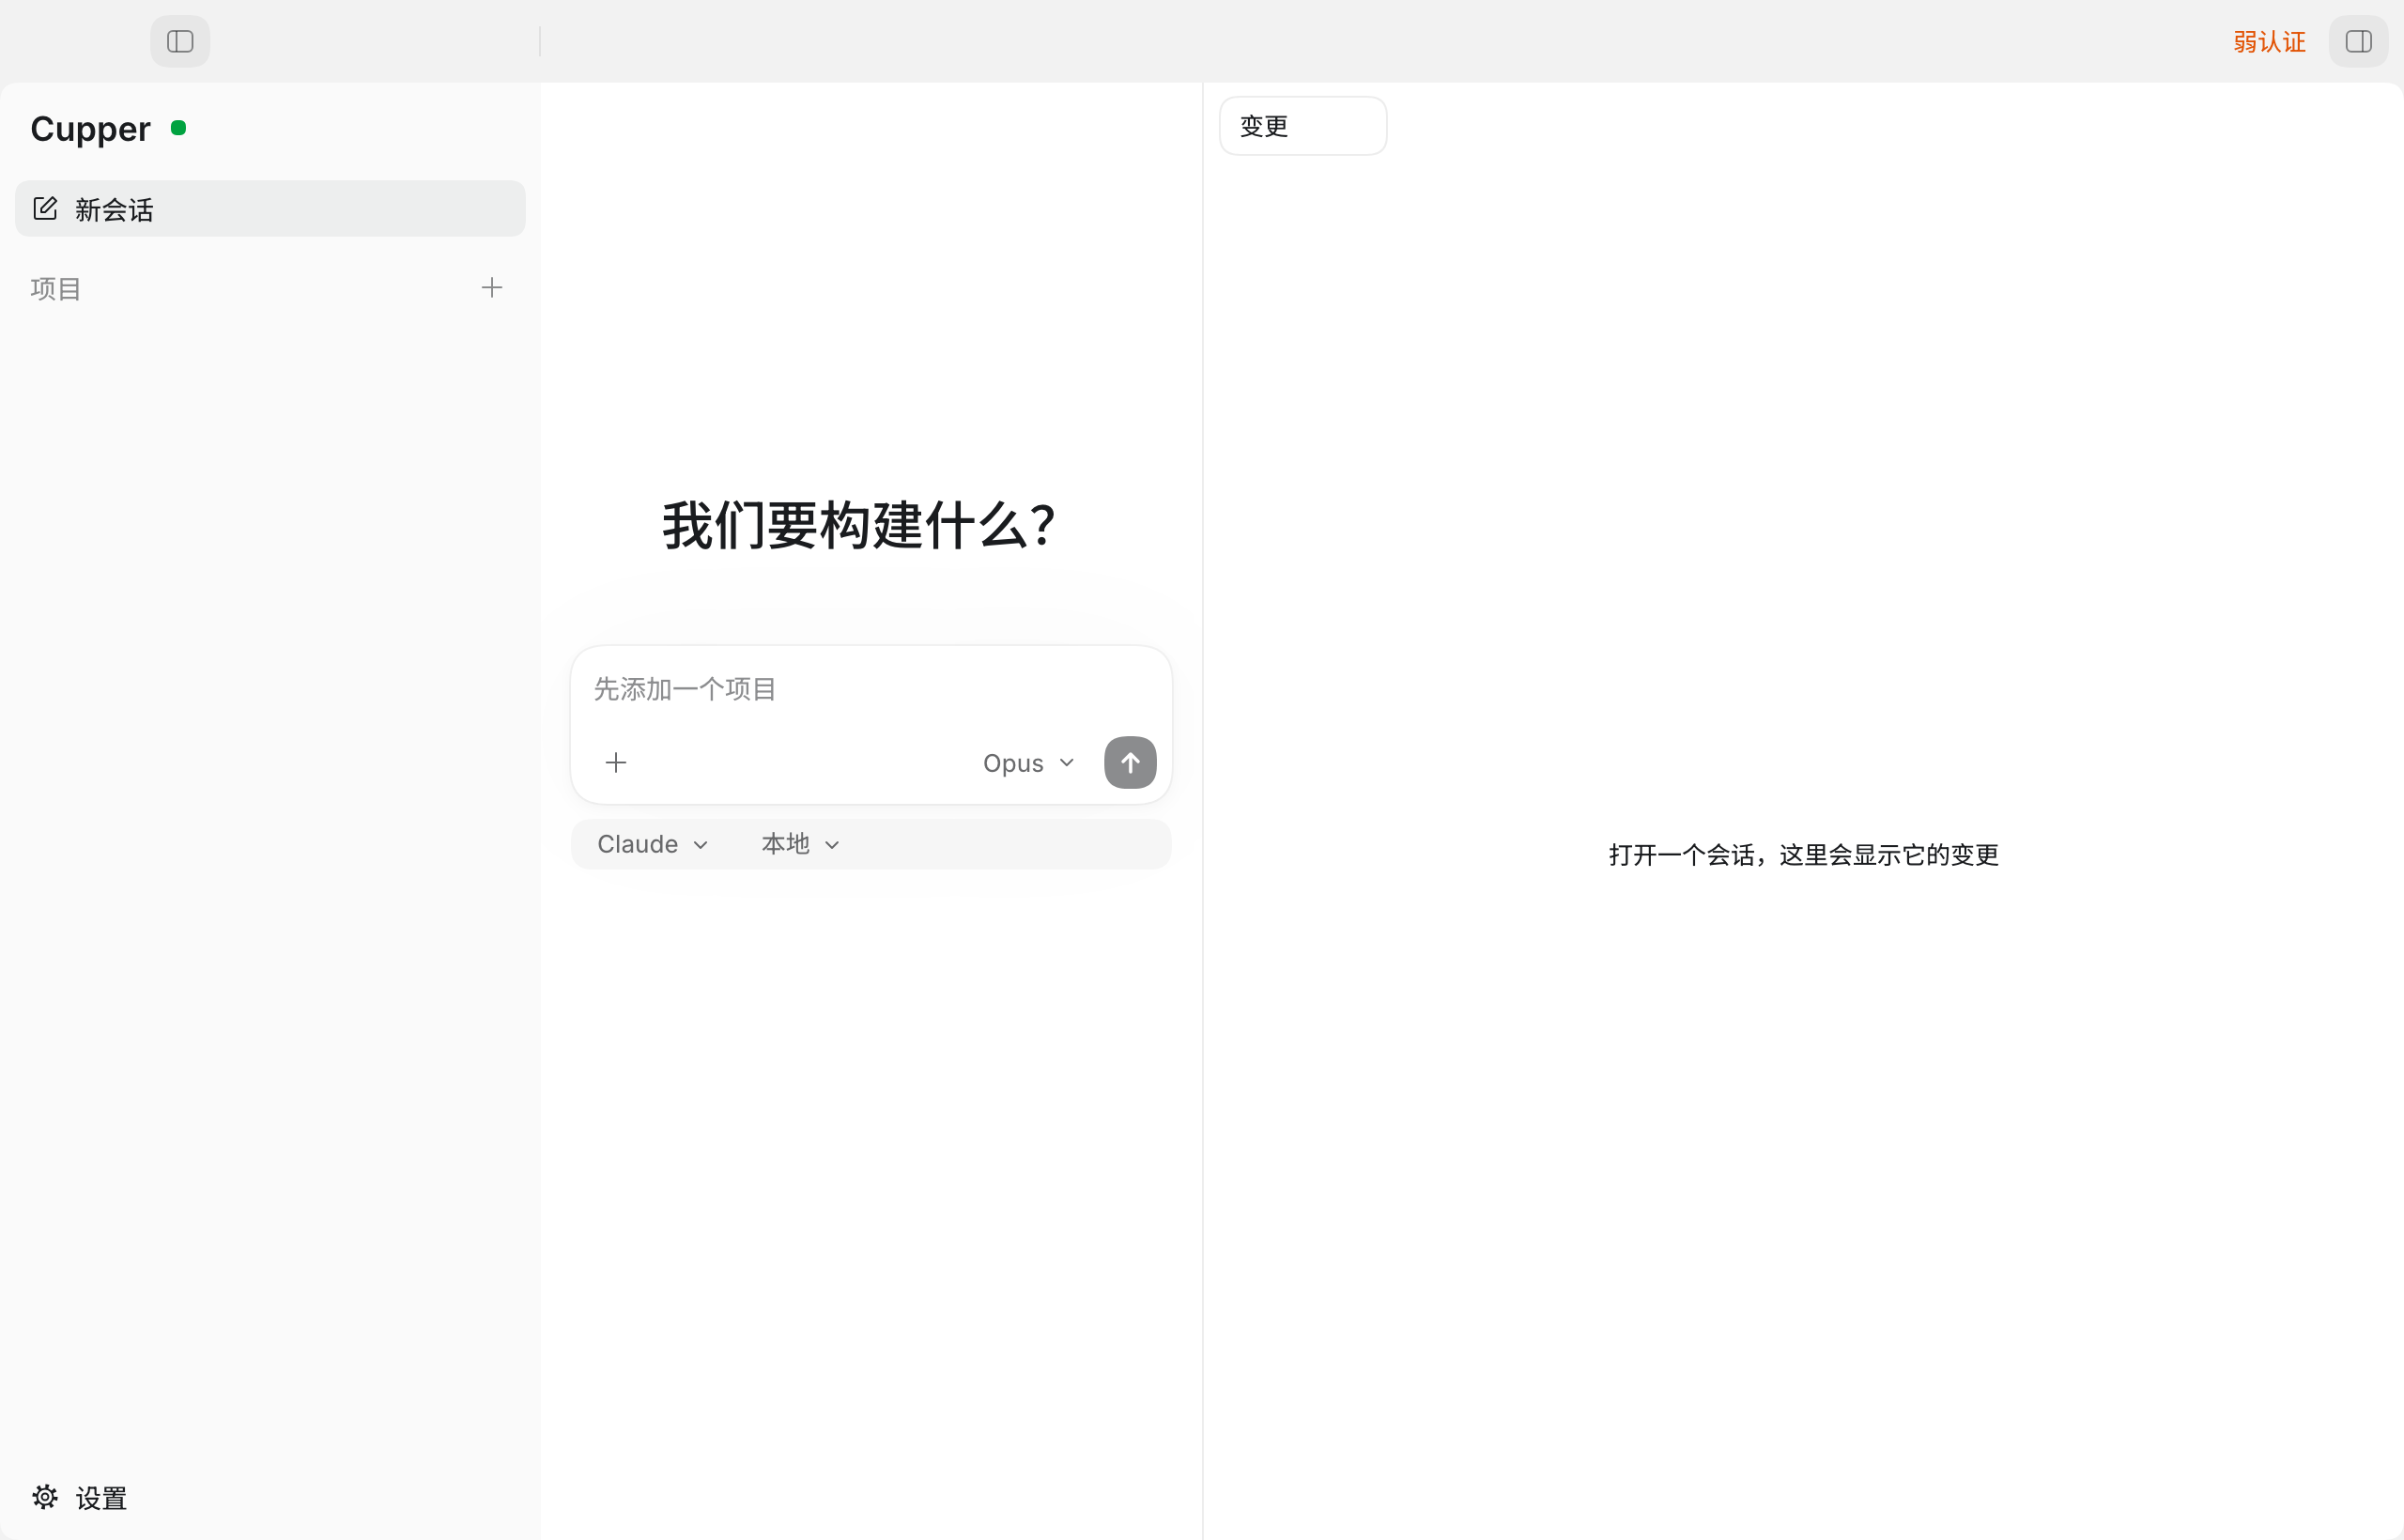 弱认证
Cupper
新会话
项目
我们要构建什么？
先添加一个项目
Opus
Claude
本地
变更
打开一个会话，这里会显示它的变更
设置